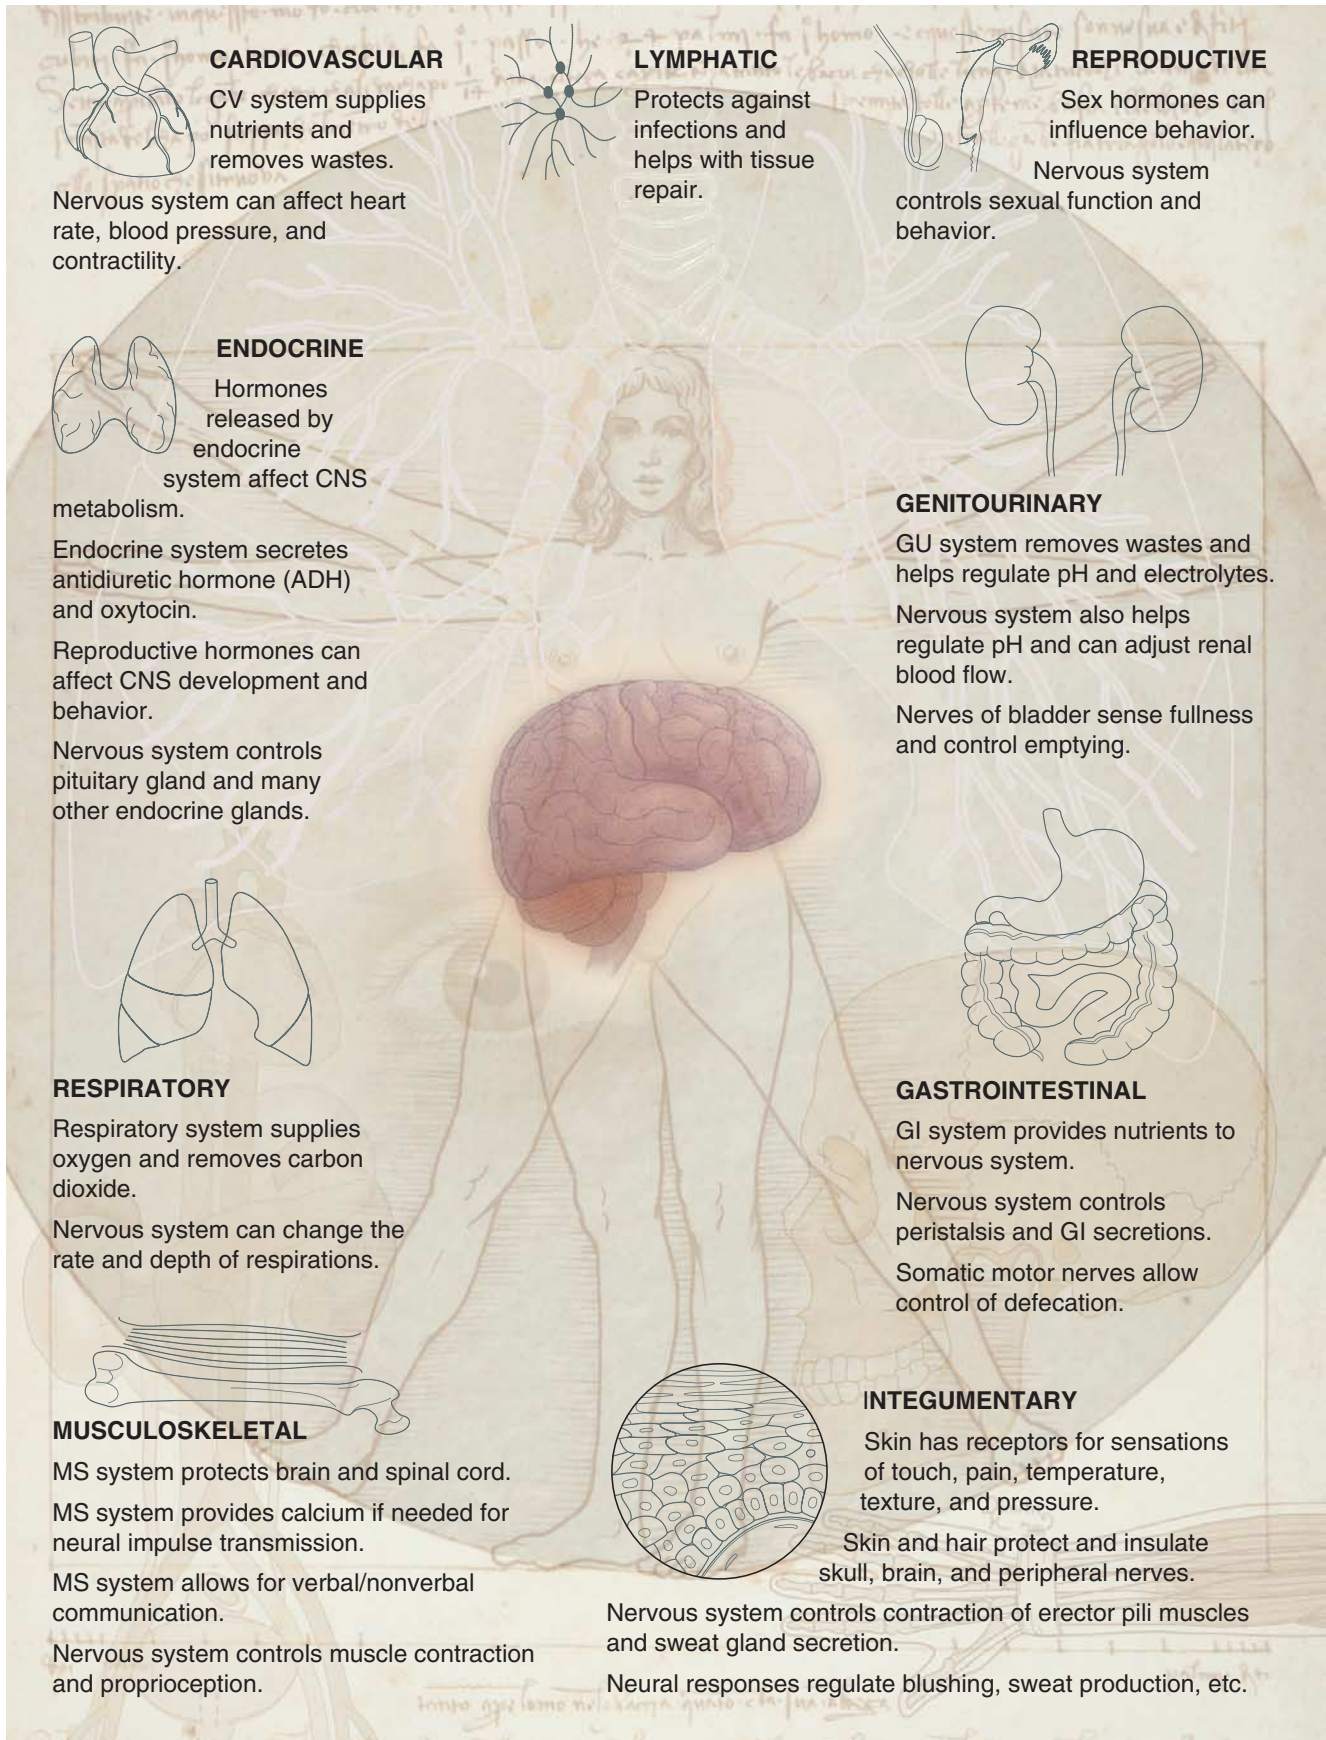 CARDIOVASCULAR
CV system supplies
nutrients and
removes wastes.
Nervous system can affect heart
rate, blood pressure, and
contractility.
LYMPHATIC
Protects against
infections and
helps with tissue
repair.
REPRODUCTIVE
Sex hormones can
influence behavior.
Nervous system
controls sexual function and
behavior.
ENDOCRINE
Hormones
released by
endocrine
system affect CNS
metabolism.
Endocrine system secretes
antidiuretic hormone (ADH)
and oxytocin.
Reproductive hormones can
affect CNS development and
behavior.
Nervous system controls
pituitary gland and many
other endocrine glands.
GENITOURINARY
GU system removes wastes and
helps regulate pH and electrolytes.
Nervous system also helps
regulate pH and can adjust renal
blood flow.
Nerves of bladder sense fullness
and control emptying.
RESPIRATORY
Respiratory system supplies
oxygen and removes carbon
dioxide.
Nervous system can change the
rate and depth of respirations.
GASTROINTESTINAL
GI system provides nutrients to
nervous system.
Nervous system controls
peristalsis and GI secretions.
Somatic motor nerves allow
control of defecation.
MUSCULOSKELETAL
MS system protects brain and spinal cord.
MS system provides calcium if needed for
neural impulse transmission.
MS system allows for verbal/nonverbal
communication.
Nervous system controls muscle contraction
and proprioception.
INTEGUMENTARY
Skin has receptors for sensations
of touch, pain, temperature,
texture, and pressure.
Skin and hair protect and insulate
skull, brain, and peripheral nerves.
Nervous system controls contraction of erector pili muscles
and sweat gland secretion.
Neural responses regulate blushing, sweat production, etc.